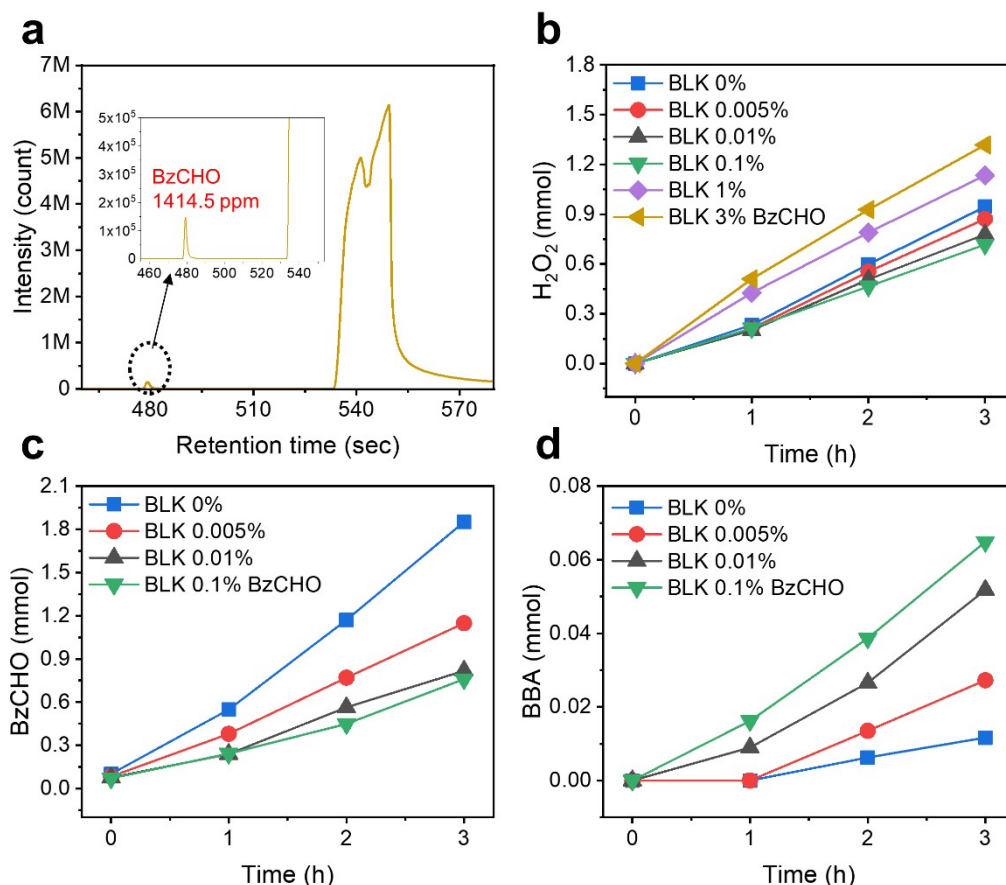 a
7M
6M
5M
4M
3M
2M
1M
0
Intensity (count)
5x10⁵
4x10⁵
3x10⁵
2x10⁵
1x10⁵
0
BzCHO
1414.5 ppm
460 480 500 520 540
480 510 540 570
Retention time (sec)
b
1.8
1.5
1.2
0.9
0.6
0.3
0.0
H₂O₂ (mmol)
BLK 0%
BLK 0.005%
BLK 0.01%
BLK 0.1%
BLK 1%
BLK 3% BzCHO
0 1 2 3
Time (h)
c
2.1
1.8
1.5
1.2
0.9
0.6
0.3
0.0
BzCHO (mmol)
BLK 0%
BLK 0.005%
BLK 0.01%
BLK 0.1% BzCHO
0 1 2 3
Time (h)
d
0.08
0.06
0.04
0.02
0.00
BBA (mmol)
BLK 0%
BLK 0.005%
BLK 0.01%
BLK 0.1% BzCHO
0 1 2 3
Time (h)